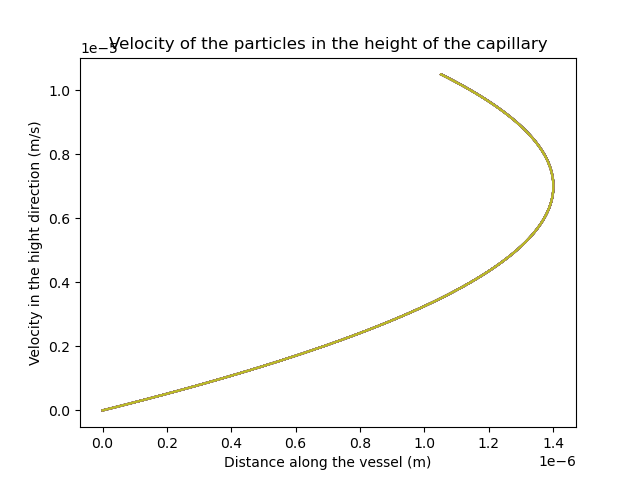 Velocity of the particles in the height of the capillary
1e−5
1.0
0.8
0.6
0.4
0.2
0.0
Velocity in the hight direction (m/s)
0.0 0.2 0.4 0.6 0.8 1.0 1.2 1.4
1e−6
Distance along the vessel (m)